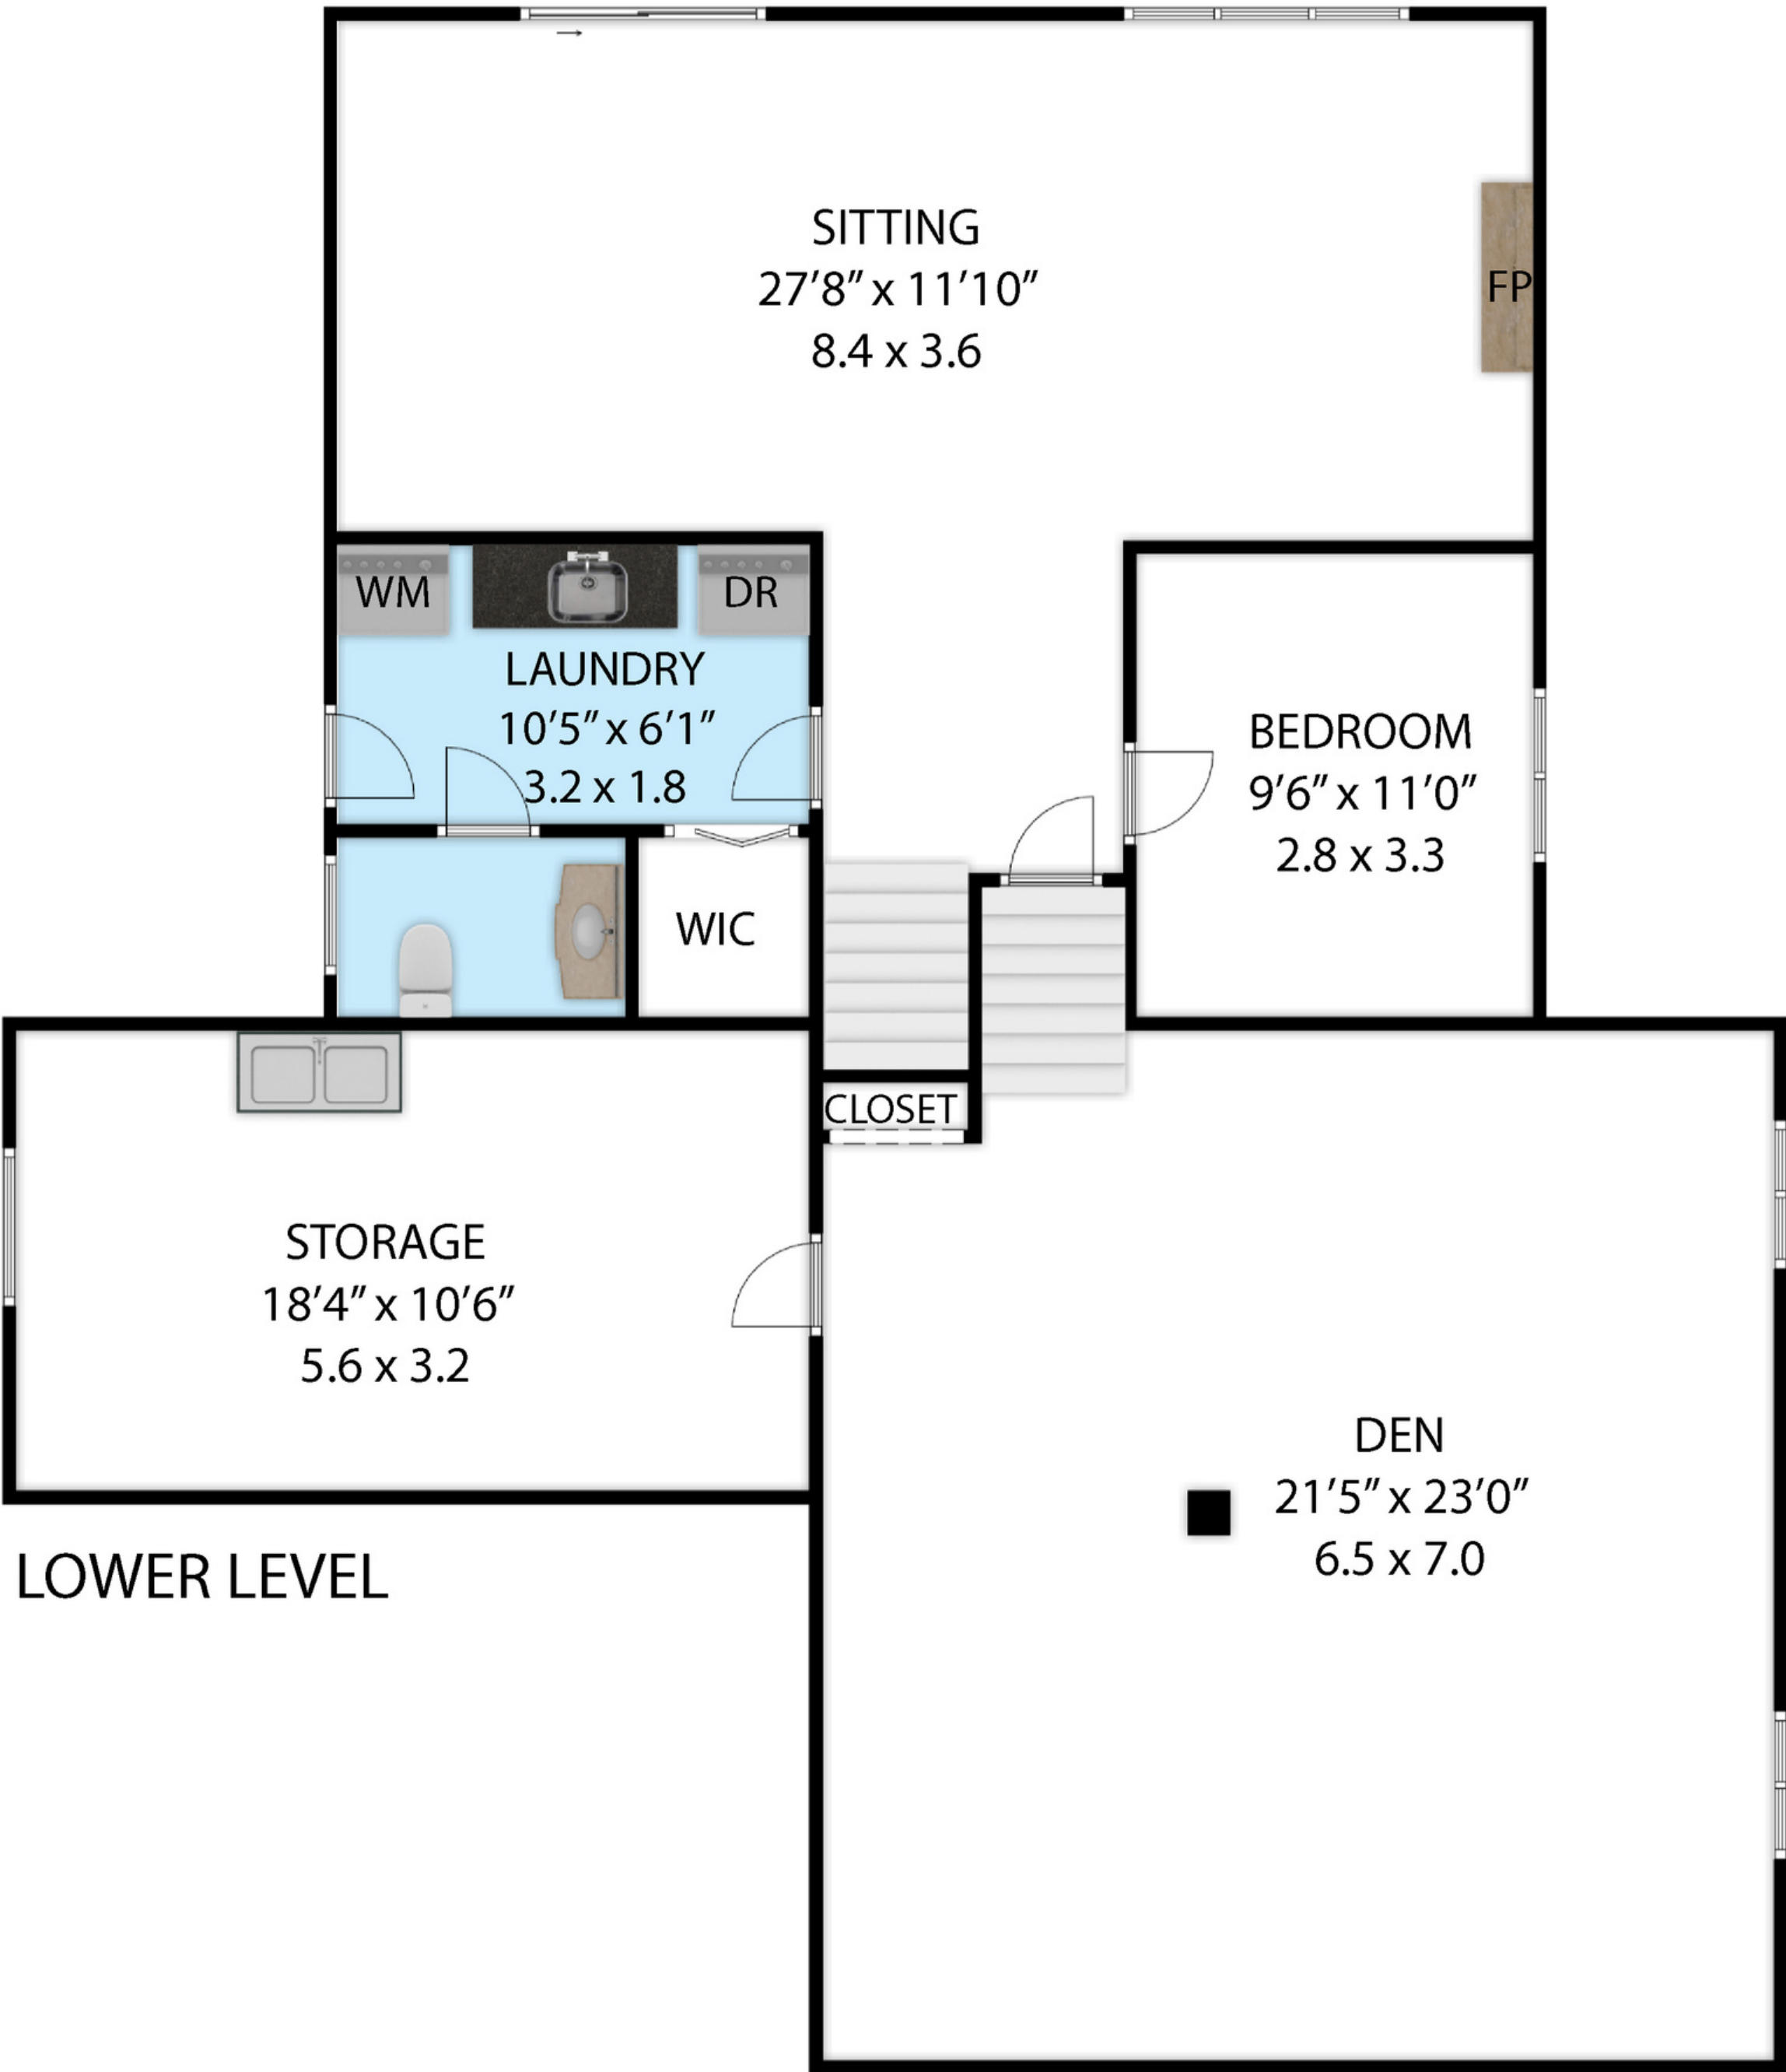 SITTING
27’8” x 11’10”
8.4 x 3.6
FP
WM
DR
LAUNDRY
10’5” x 6’1”
3.2 x 1.8
BEDROOM
9’6” x 11’0”
2.8 x 3.3
WIC
CLOSET
STORAGE
18’4” x 10’6”
5.6 x 3.2
DEN
21’5” x 23’0”
6.5 x 7.0
LOWER LEVEL